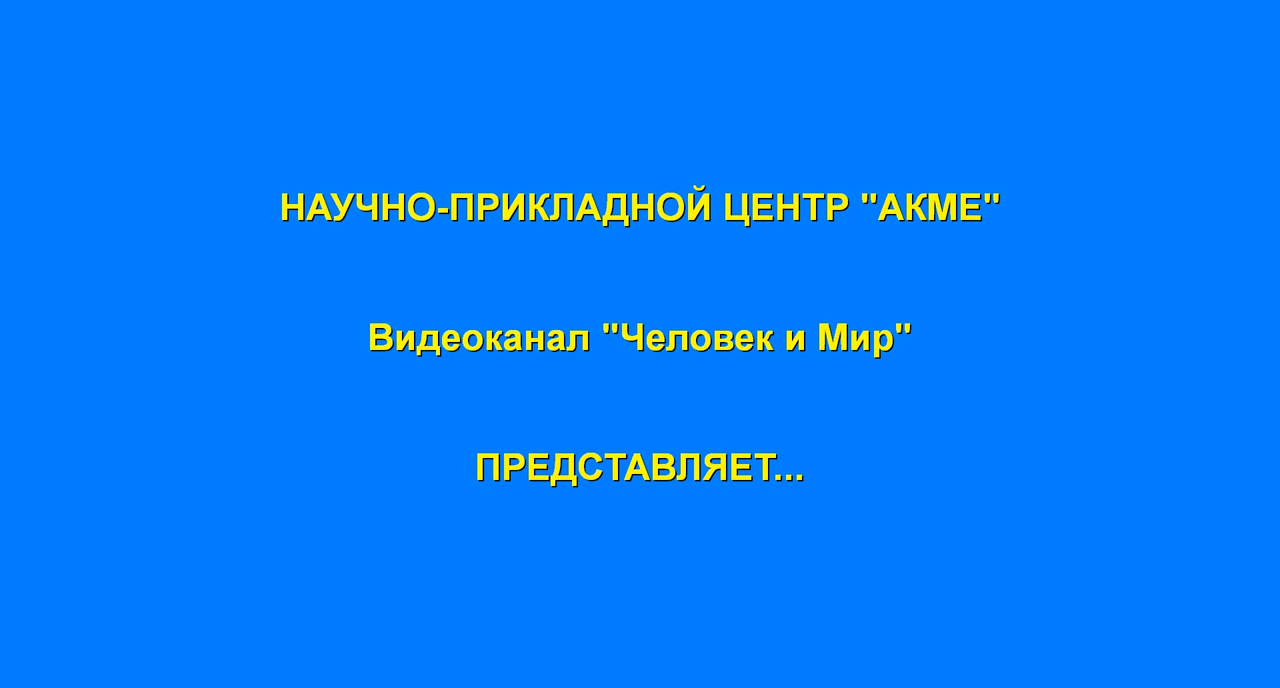 НАУЧНО-ПРИКЛАДНОЙ ЦЕНТР "АКМЕ"
Видеоканал "Человек и Мир"
ПРЕДСТАВЛЯЕТ...